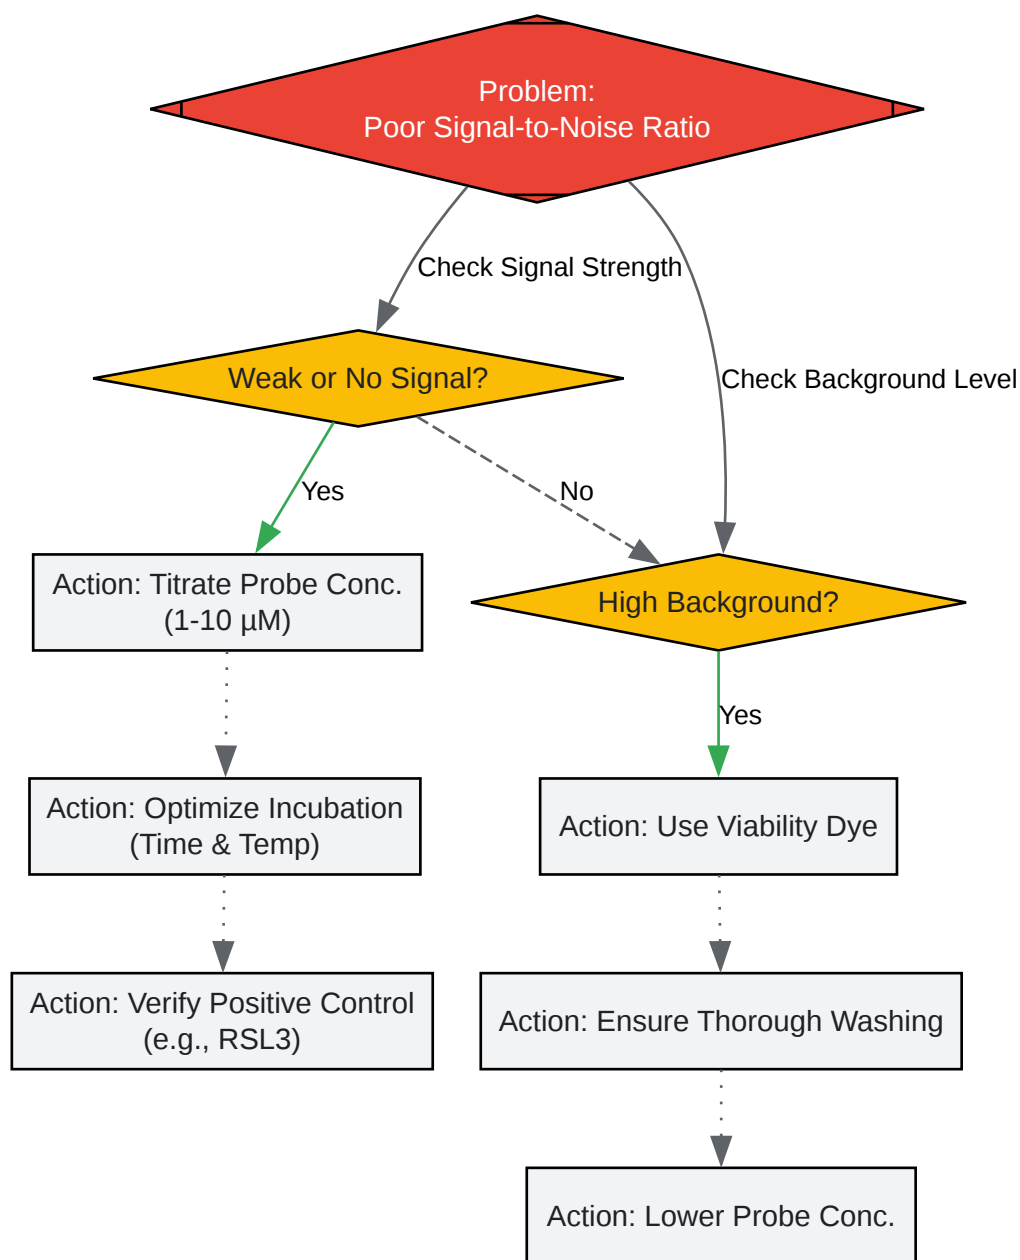 Problem:
Poor Signal-to-Noise Ratio
Check Signal Strength
Weak or No Signal?
Check Background Level
Yes
No
Action: Titrate Probe Conc.
(1-10 µM)
High Background?
Yes
Action: Optimize Incubation
(Time & Temp)
Action: Use Viability Dye
Action: Verify Positive Control
(e.g., RSL3)
Action: Ensure Thorough Washing
Action: Lower Probe Conc.